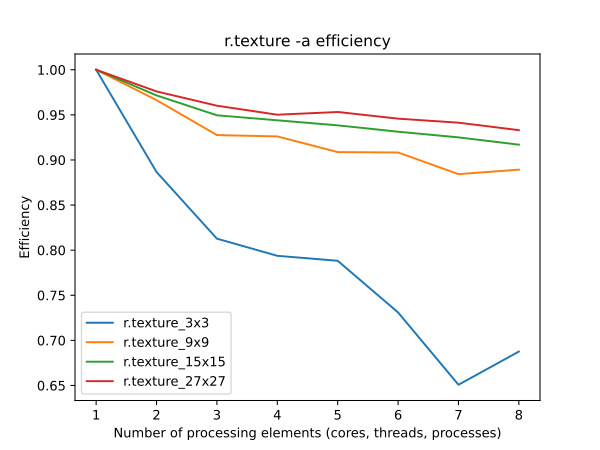 r.texture -a efficiency
Efficiency
1.00
0.95
0.90
0.85
0.80
0.75
0.70
0.65
r.texture_3x3
r.texture_9x9
r.texture_15x15
r.texture_27x27
1 2 3 4 5 6 7 8
Number of processing elements (cores, threads, processes)